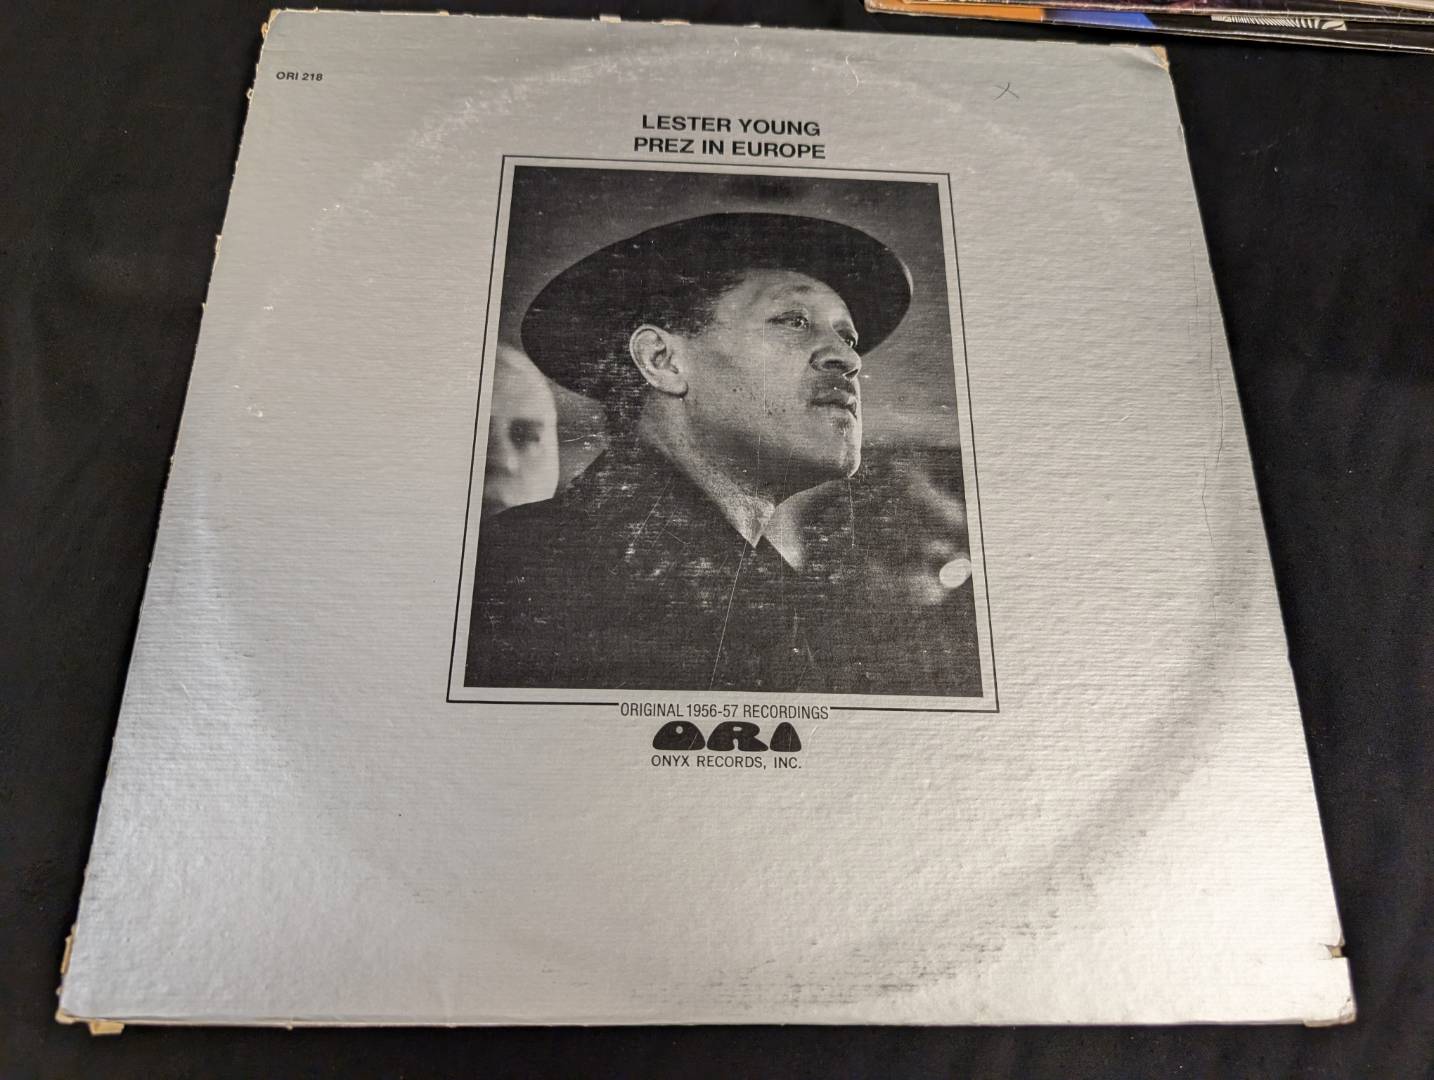 ORI 218
LESTER YOUNG
PREZ IN EUROPE
ORIGINAL 1956-57 RECORDINGS
ORI
ONYX RECORDS, INC.